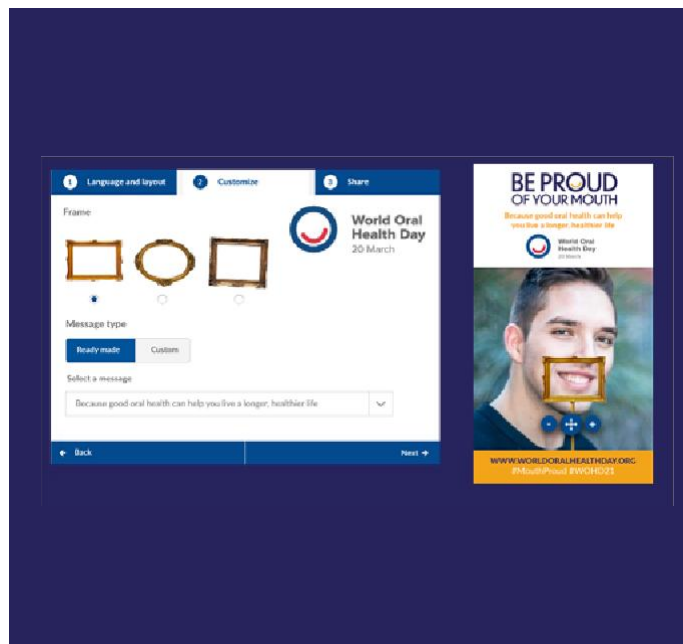 1 Language and layout
2 Customize
3 Share
Frame
World Oral
Health Day
20 March
Message type
Ready made
Custom
Select a message
Because good oral health can help you live a longer, healthier life
← Back
Next →
BE PROUD
OF YOUR MOUTH
Because good oral health can help
you live a longer, healthier life
World Oral
Health Day
20 March
- +
WWW.WORLDORALHEALTHDAY.ORG
#MouthProud #WOHD21